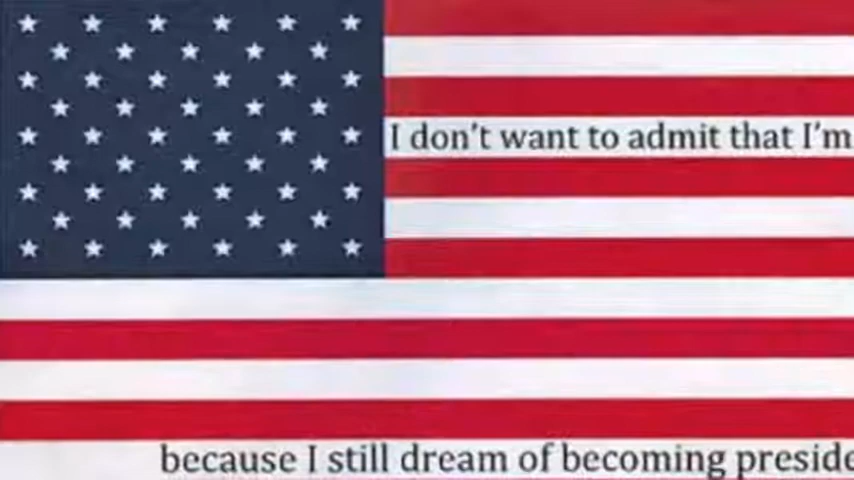 I don't want to admit that I'm
because I still dream of becoming preside